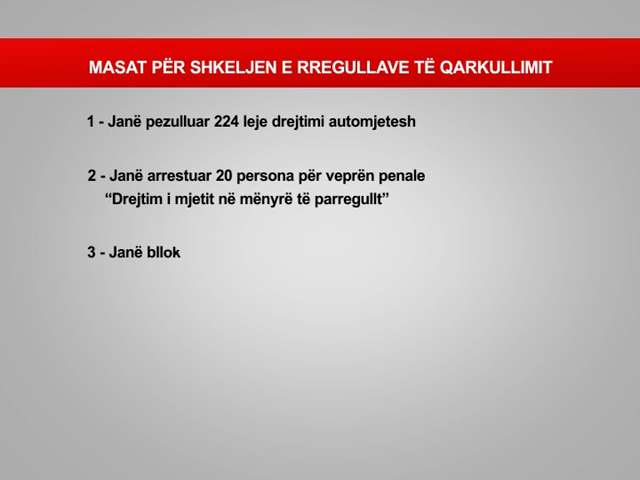 MASAT PËR SHKELJEN E RREGULLAVE TË QARKULLIMIT
1 - Janë pezulluar 224 leje drejtimi automjetesh
2 - Janë arrestuar 20 persona për veprën penale
“Drejtim i mjetit në mënyrë të parregullt”
3 - Janë bllok